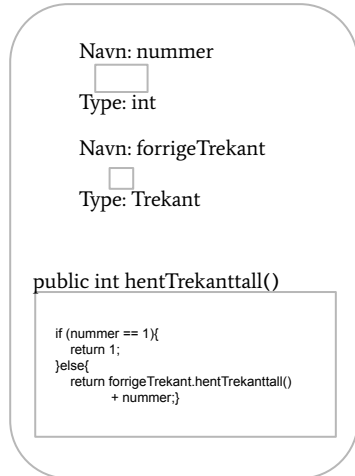 Navn: nummer
Type: int
Navn: forrigeTrekant
Type: Trekant
public int hentTrekanttall()
if (nummer == 1){
return 1;
}else{
return forrigeTrekant.hentTrekanttall()
+ nummer;}